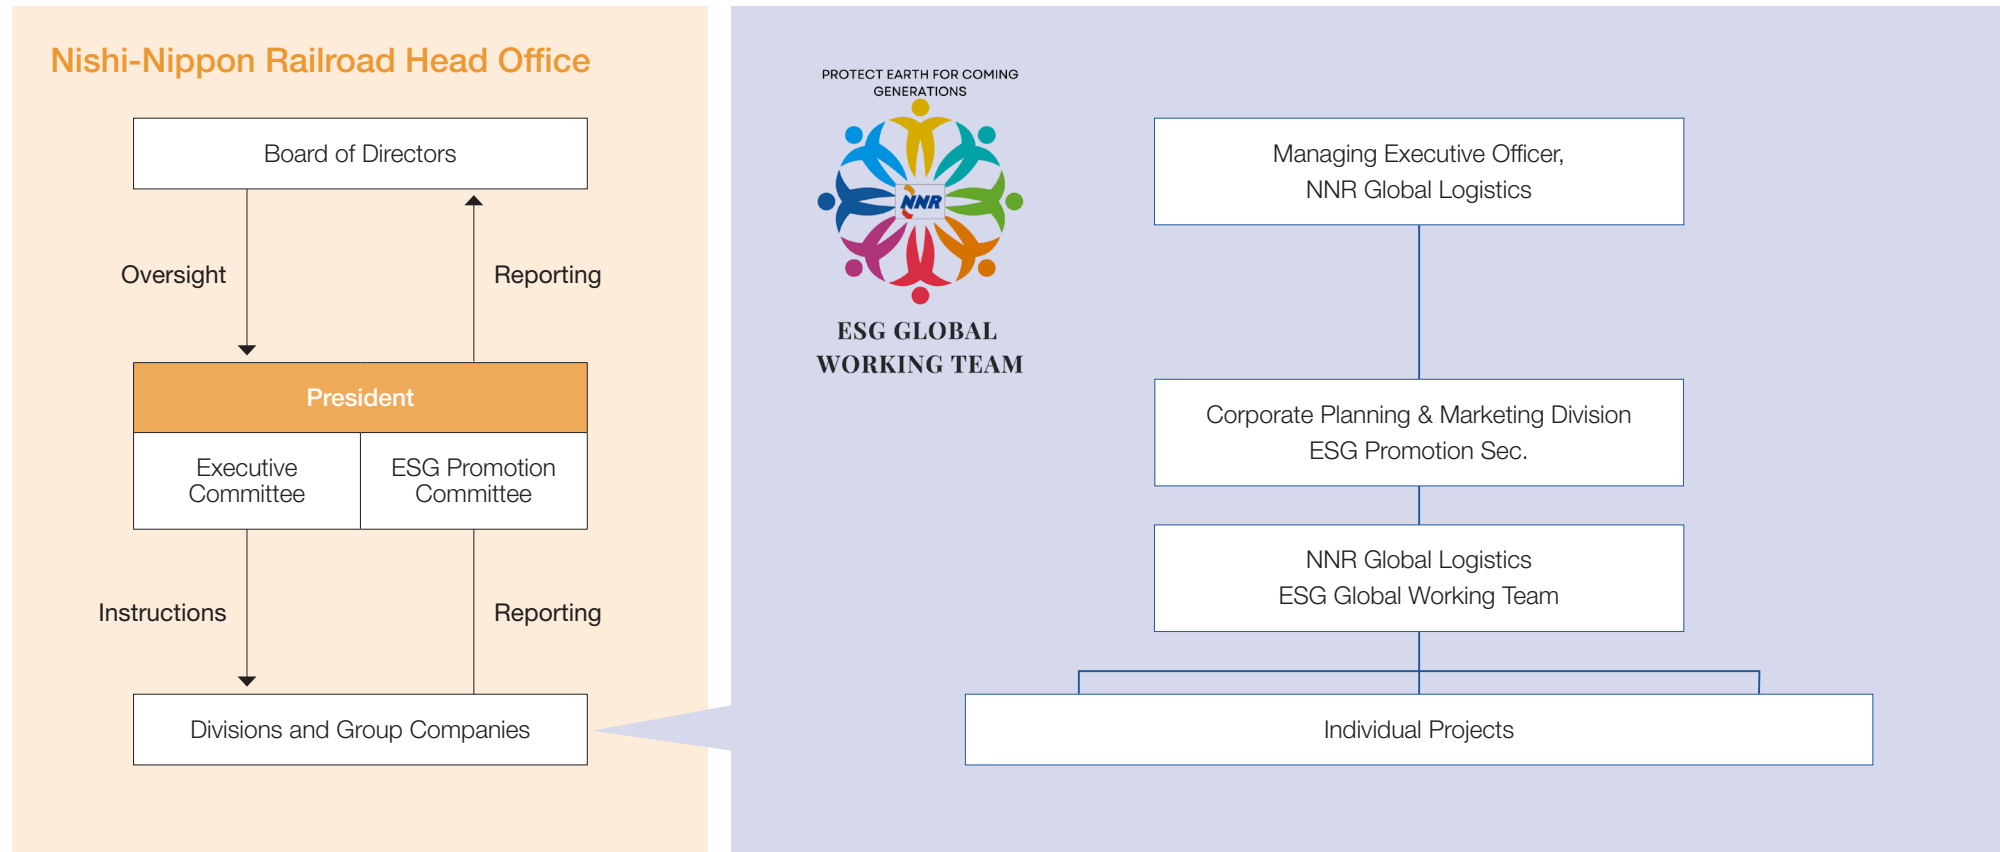 Nishi-Nippon Railroad Head Office
Board of Directors
Oversight
Reporting
President
Executive
Committee
ESG Promotion
Committee
Instructions
Reporting
Divisions and Group Companies
PROTECT EARTH FOR COMING
GENERATIONS
NNR
ESG GLOBAL
WORKING TEAM
Managing Executive Officer,
NNR Global Logistics
Corporate Planning & Marketing Division
ESG Promotion Sec.
NNR Global Logistics
ESG Global Working Team
Individual Projects